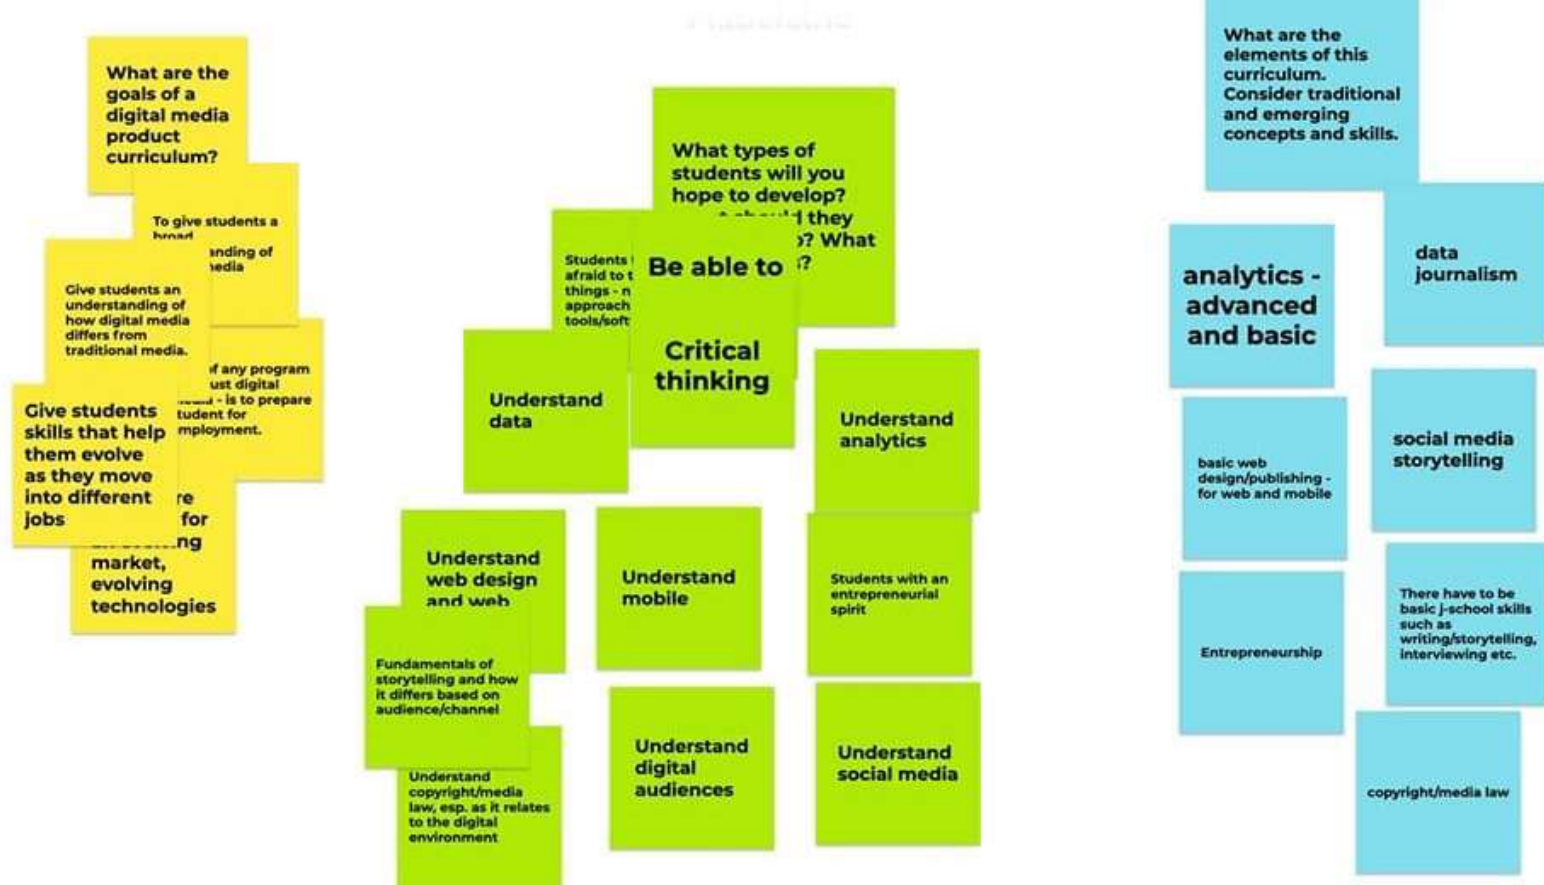 What are the
goals of a
digital media
product
curriculum?
To give students a
broad
anding of
media
Give students an
understanding of
how digital media
differs from
traditional media.
of any program
ust digital
- is to prepare
tudent for
mployment.
Give students
skills that help
them evolve
as they move
into different
jobs
re
for
ng
market,
evolving
technologies
What types of
students will you
hope to develop?
should they
? What
?
Students
afraid to t
things - n
approach
tools/soft
Be able to
Critical
thinking
Understand
data
Understand
analytics
Understand
web design
and web
Understand
mobile
Students with an
entrepreneurial
spirit
Fundamentals of
storytelling and how
it differs based on
audience/channel
Understand
digital
audiences
Understand
social media
Understand
copyright/media
law, esp. as it relates
to the digital
environment
What are the
elements of this
curriculum.
Consider traditional
and emerging
concepts and skills.
data
journalism
analytics -
advanced
and basic
social media
storytelling
basic web
design/publishing -
for web and mobile
There have to be
basic j-school skills
such as
writing/storytelling,
interviewing etc.
Entrepreneurship
copyright/media law